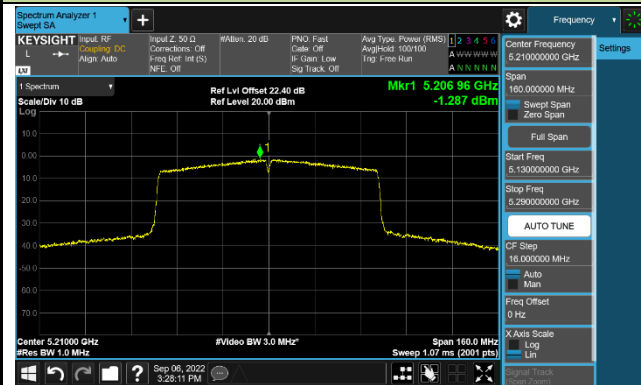 Spectrum Analyzer 1
Swept SA
+
Frequency
KEYSIGHT
L
LXI
Input: RF
Coupling: DC
Align: Auto
Input Z: 50 Ω
Corrections: Off
Freq Ref: Int (S)
NFE: Off
#Atten: 20 dB
PNO: Fast
Gate: Off
IF Gain: Low
Sig Track: Off
Avg Type: Power (RMS)
Avg|Hold: 100/100
Trig: Free Run
1 2 3 4 5 6
A W W W W W
A N N N N N
1 Spectrum
Scale/Div 10 dB
Log
Ref Lvl Offset 22.40 dB
Ref Level 20.00 dBm
Mkr1 5.206 96 GHz
-1.287 dBm
1
10.0
0.00
10.0
20.0
30.0
40.0
-50.0
60.0
70.0
Center 5.21000 GHz
#Res BW 1.0 MHz
#Video BW 3.0 MHz*
Span 160.0 MHz
Sweep 1.07 ms (2001 pts)
Center Frequency
5.210000000 GHz
Settings
Span
160.000000 MHz
Swept Span
Zero Span
Full Span
Start Freq
5.130000000 GHz
Stop Freq
5.290000000 GHz
AUTO TUNE
CF Step
16.000000 MHz
Auto
Man
Freq Offset
0 Hz
X Axis Scale
Log
Lin
Signal Track
(Span Zoom)
?
Sep 06, 2022
3:28:11 PM